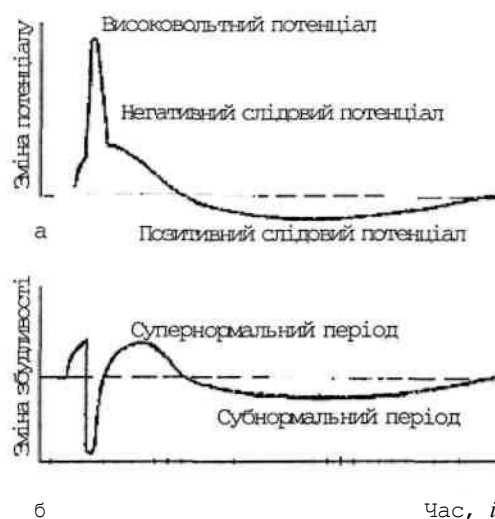 Високовольтний потенціал
Зміна потенціалу
Негативний слідовий потенціал
а
Позитивний слідовий потенціал
Зміна збудливості
Супернормальний період
Субнормальний період
б
Час, і